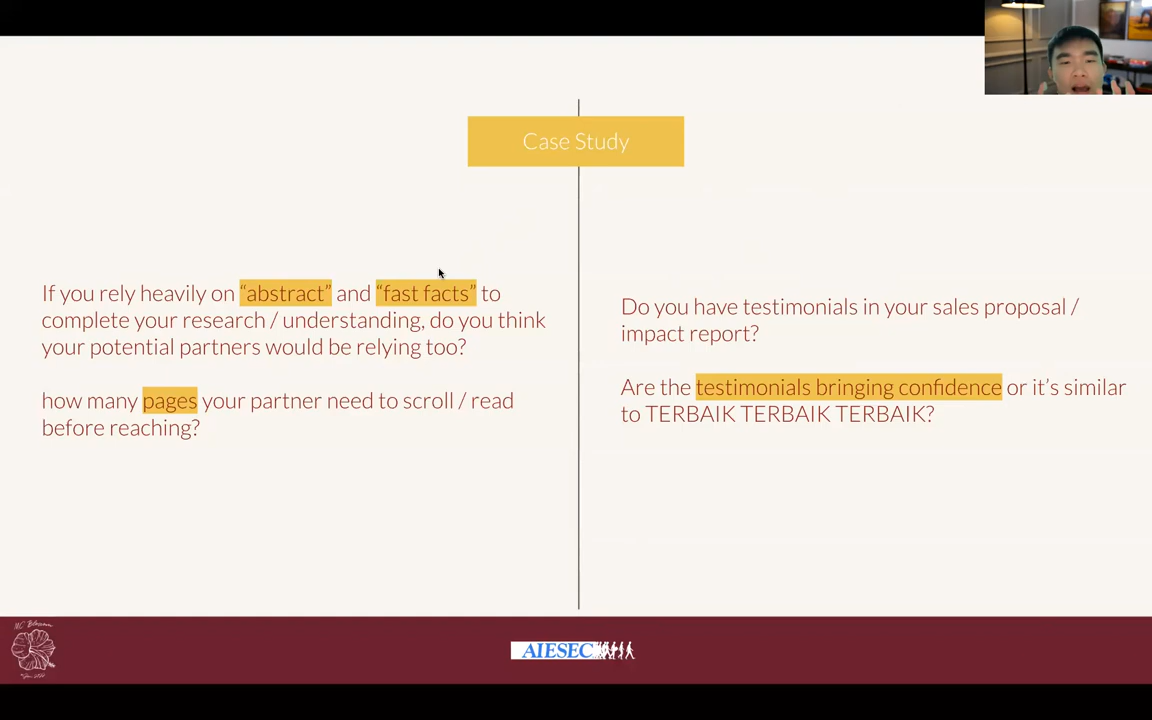 Case Study
If you rely heavily on “abstract” and “fast facts” to
complete your research / understanding, do you think
your potential partners would be relying too?
how many pages your partner need to scroll / read
before reaching?
Do you have testimonials in your sales proposal /
impact report?
Are the testimonials bringing confidence or it’s similar
to TERBAIK TERBAIK TERBAIK?
M.C. Blossom
AIESEC